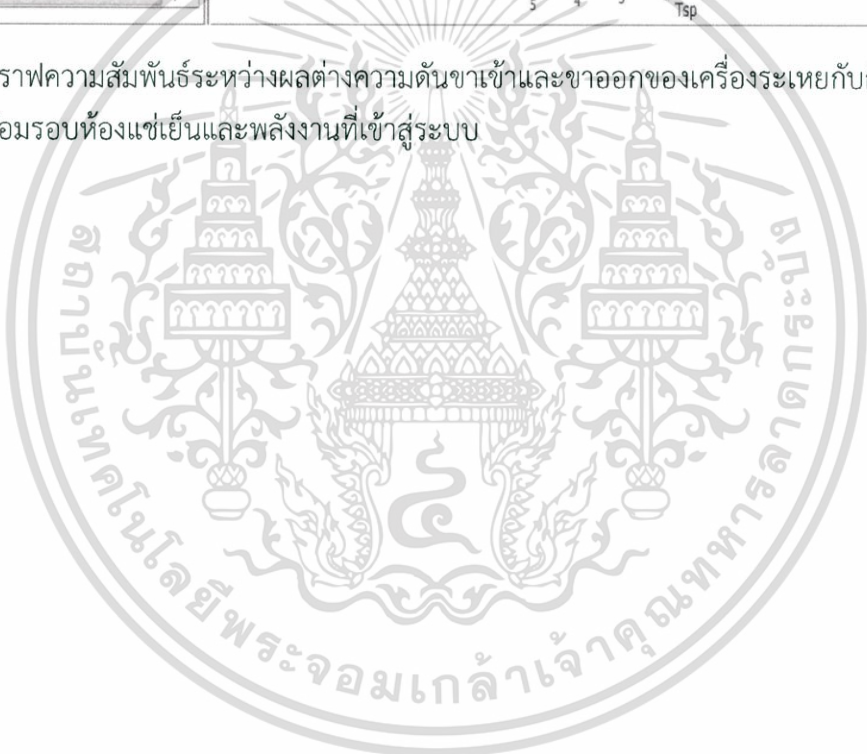 5
Tsp
ราฟความสัมพันธ์ระหว่างผลต่างความดันขาเข้าและขาออกของเครื่องระเหยกับ
อมรอบห้องแช่เย็นและพลังงานที่เข้าสู่ระบบ
สถาบันเทคโนโลยีพระจอมเกล้าเจ้าคุณทหารลาดกระบัง
๔